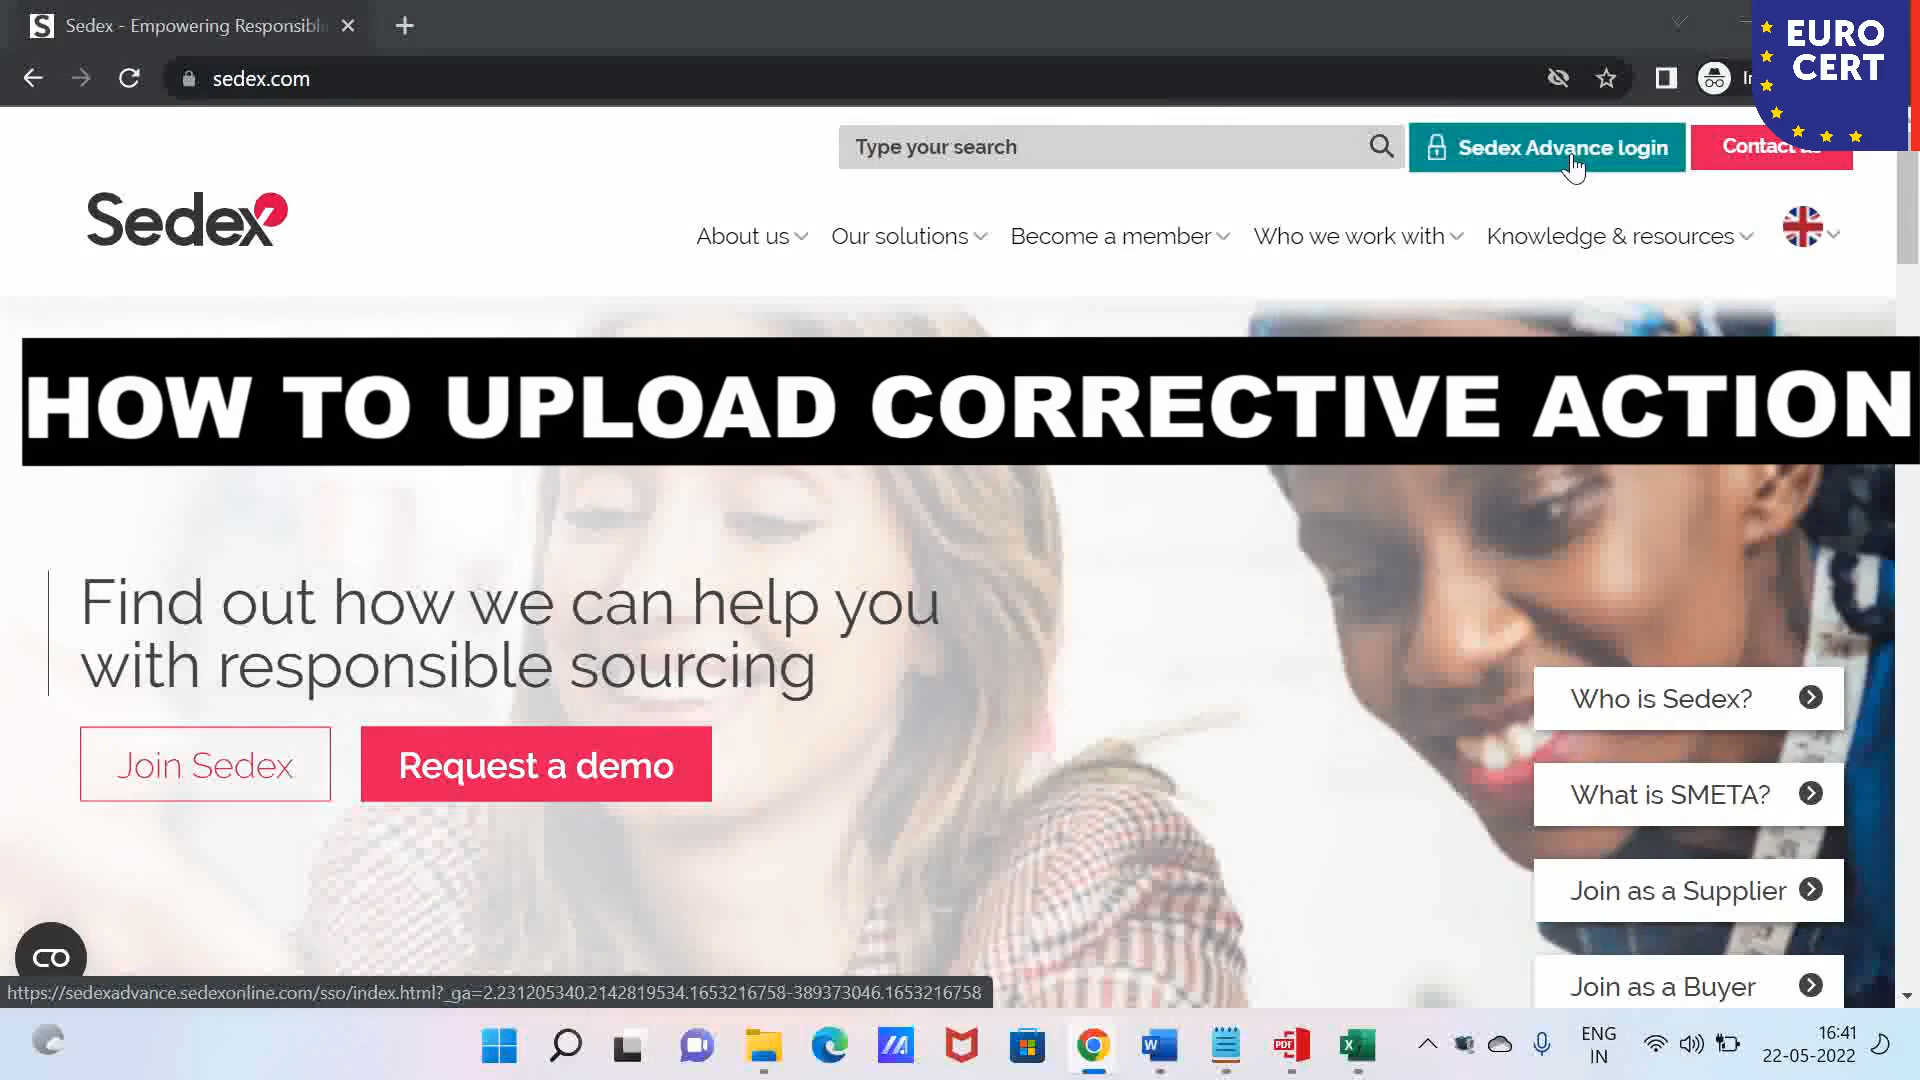 Sedex - Empowering Responsibl
sedex.com
EURO
CERT
Type your search
Sedex Advance login
Contact us
Sedex
About us
Our solutions
Become a member
Who we work with
Knowledge & resources
HOW TO UPLOAD CORRECTIVE ACTION
Find out how we can help you
with responsible sourcing
Join Sedex
Request a demo
Who is Sedex?
What is SMETA?
Join as a Supplier
Join as a Buyer
https://sedexadvance.sedexonline.com/sso/index.html?_ga=2.231205340.2142819534.1653216758-389373046.1653216758
ENG
IN
16:41
22-05-2022